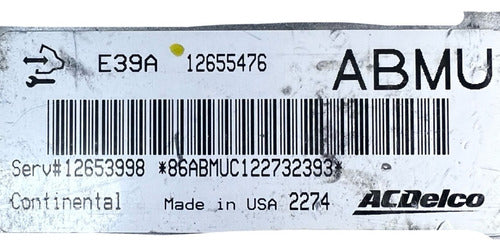 E39A 12655476 ABMU
Serv#12653998 *86ABMUC122732393*
Continental Made in USA 2274 ACDelco